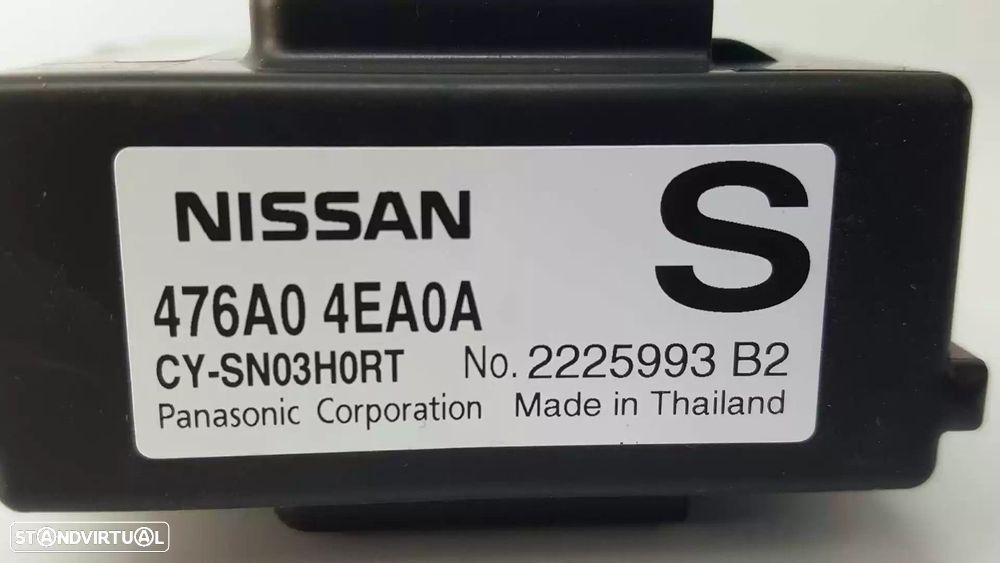 NISSAN
S
476A0 4EA0A
CY-SN03H0RT No. 2225993 B2
Panasonic Corporation Made in Thailand
STANDVIRTUAL